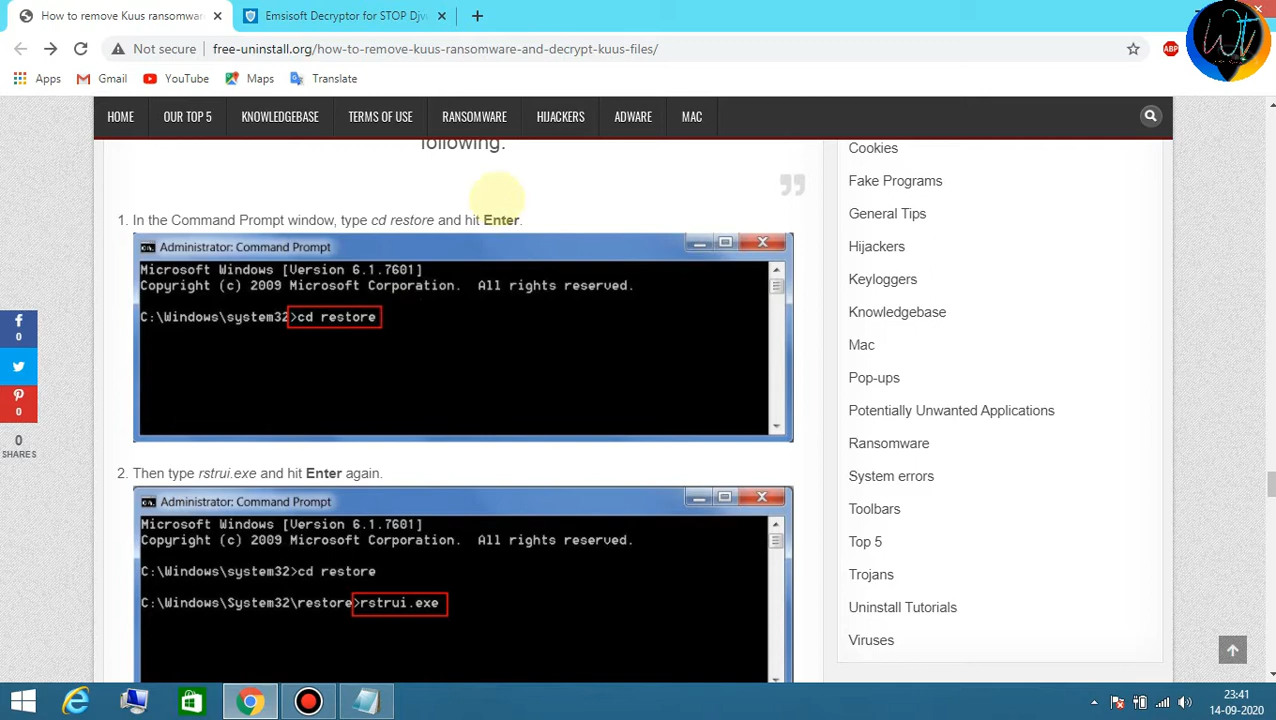 How to remove Kuus ransomware
Emsisoft Decryptor for STOP Djv
Not secure
free-uninstall.org/how-to-remove-kuus-ransomware-and-decrypt-kuus-files/
ABP
Apps
Gmail
YouTube
Maps
Translate
HOME
OUR TOP 5
KNOWLEDGEBASE
TERMS OF USE
RANSOMWARE
HIJACKERS
ADWARE
MAC
following:
1. In the Command Prompt window, type cd restore and hit Enter.
Administrator: Command Prompt
Microsoft Windows [Version 6.1.7601]
Copyright (c) 2009 Microsoft Corporation. All rights reserved.
C:\Windows\system32>cd restore
2. Then type rstrui.exe and hit Enter again.
Administrator: Command Prompt
Microsoft Windows [Version 6.1.7601]
Copyright (c) 2009 Microsoft Corporation. All rights reserved.
C:\Windows\system32>cd restore
C:\Windows\System32\restore>rstrui.exe
0
0
0
SHARES
Cookies
Fake Programs
General Tips
Hijackers
Keyloggers
Knowledgebase
Mac
Pop-ups
Potentially Unwanted Applications
Ransomware
System errors
Toolbars
Top 5
Trojans
Uninstall Tutorials
Viruses
23:41
14-09-2020